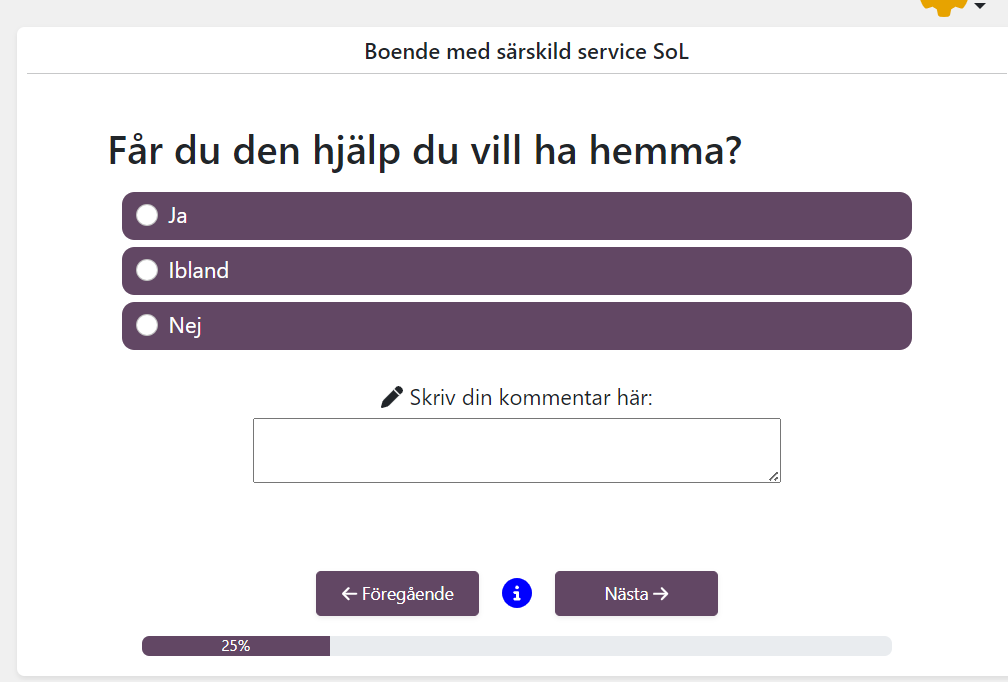 Boende med särskild service SoL
Får du den hjälp du vill ha hemma?
Ja
Ibland
Nej
Skriv din kommentar här:
← Föregående
Nästa →
25%